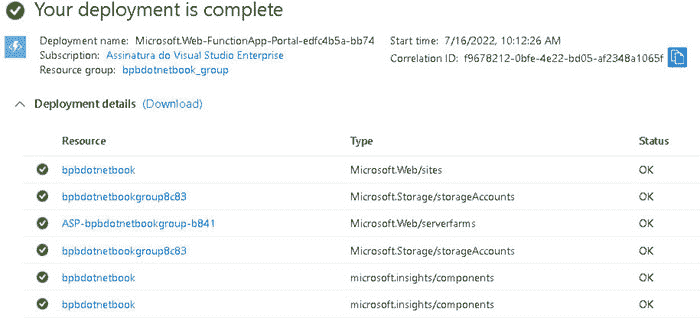 Your deployment is complete
Deployment name: Microsoft.Web-FunctionApp-Portal-edfc4b5a-bb74 Start time: 7/16/2022, 10:12:26 AM
Subscription: Assinatura do Visual Studio Enterprise Correlation ID: f9678212-0bfe-4e22-bd05-af2348a1065f
Resource group: bpbdotnetbook_group
Deployment details (Download)
Resource Type Status
bpbdotnetbook Microsoft.Web/sites OK
bpbdotnetbookgroup8c83 Microsoft.Storage/storageAccounts OK
ASP-bpbdotnetbookgroup-b841 Microsoft.Web/serverfarms OK
bpbdotnetbookgroup8c83 Microsoft.Storage/storageAccounts OK
bpbdotnetbook microsoft.insights/components OK
bpbdotnetbook microsoft.insights/components OK